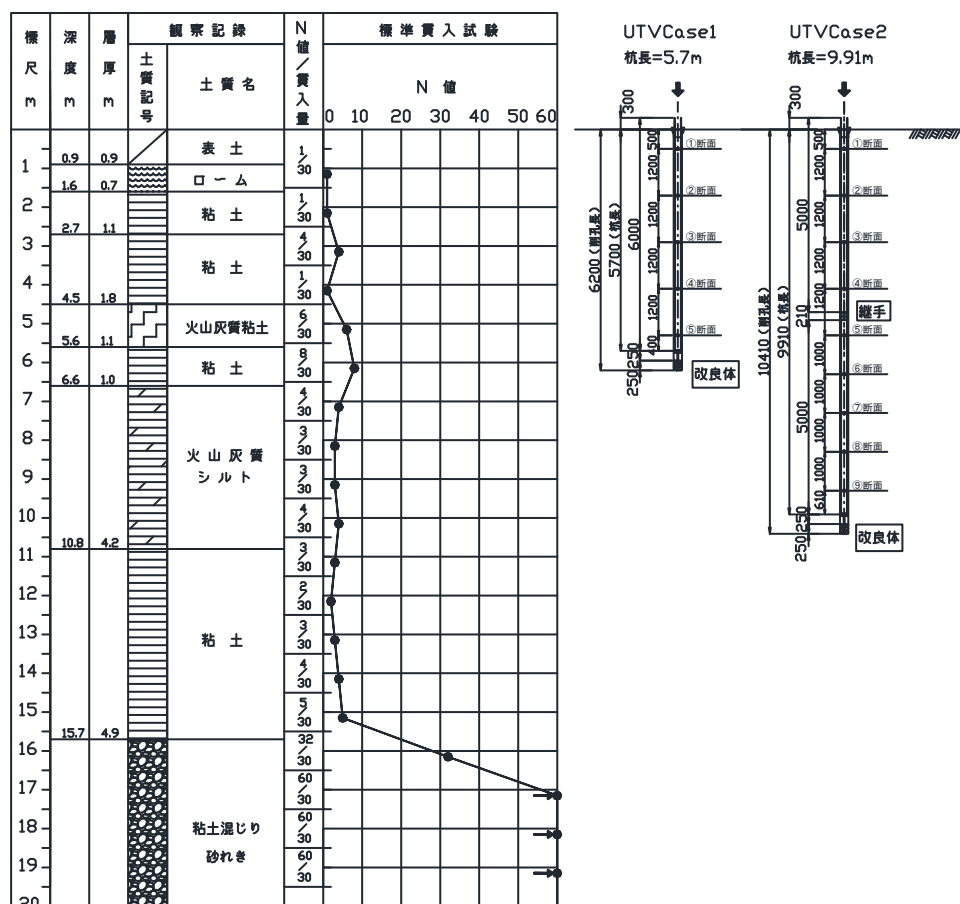 標尺m
深度m
層厚m
観察記録
土質記号
土質名
N値/貫入量
標準貫入試験
N 値
0 10 20 30 40 50 60
表土
0.9 0.9
1/30
1
ローム
1.6 0.7
2
粘土
1/30
2.7 1.1
3
粘土
4/30
4
1/30
4.5 1.8
5
火山灰質粘土
6/30
5.6 1.1
6
粘土
8/30
6.6 1.0
7
4/30
8
3/30
火山灰質
シルト
9
3/30
10
4/30
10.8 4.2
11
3/30
12
2/30
13
粘土
3/30
14
4/30
15
5/30
15.7 4.9
16
32/30
17
60/30
18
粘土混じり
砂れき
60/30
19
60/30
20
UTVCase1
杭長=5.7m
300
500
1200
1200
1200
1200
400
6000
5700(杭長)
6200(削孔長)
250
250
①断面
②断面
③断面
④断面
⑤断面
改良体
UTVCase2
杭長=9.91m
300
500
1200
1200
1200
1200
210
1000
1000
1000
1000
610
5000
5000
9910(杭長)
10410(削孔長)
250
250
①断面
②断面
③断面
④断面
継手
⑤断面
⑥断面
⑦断面
⑧断面
⑨断面
改良体